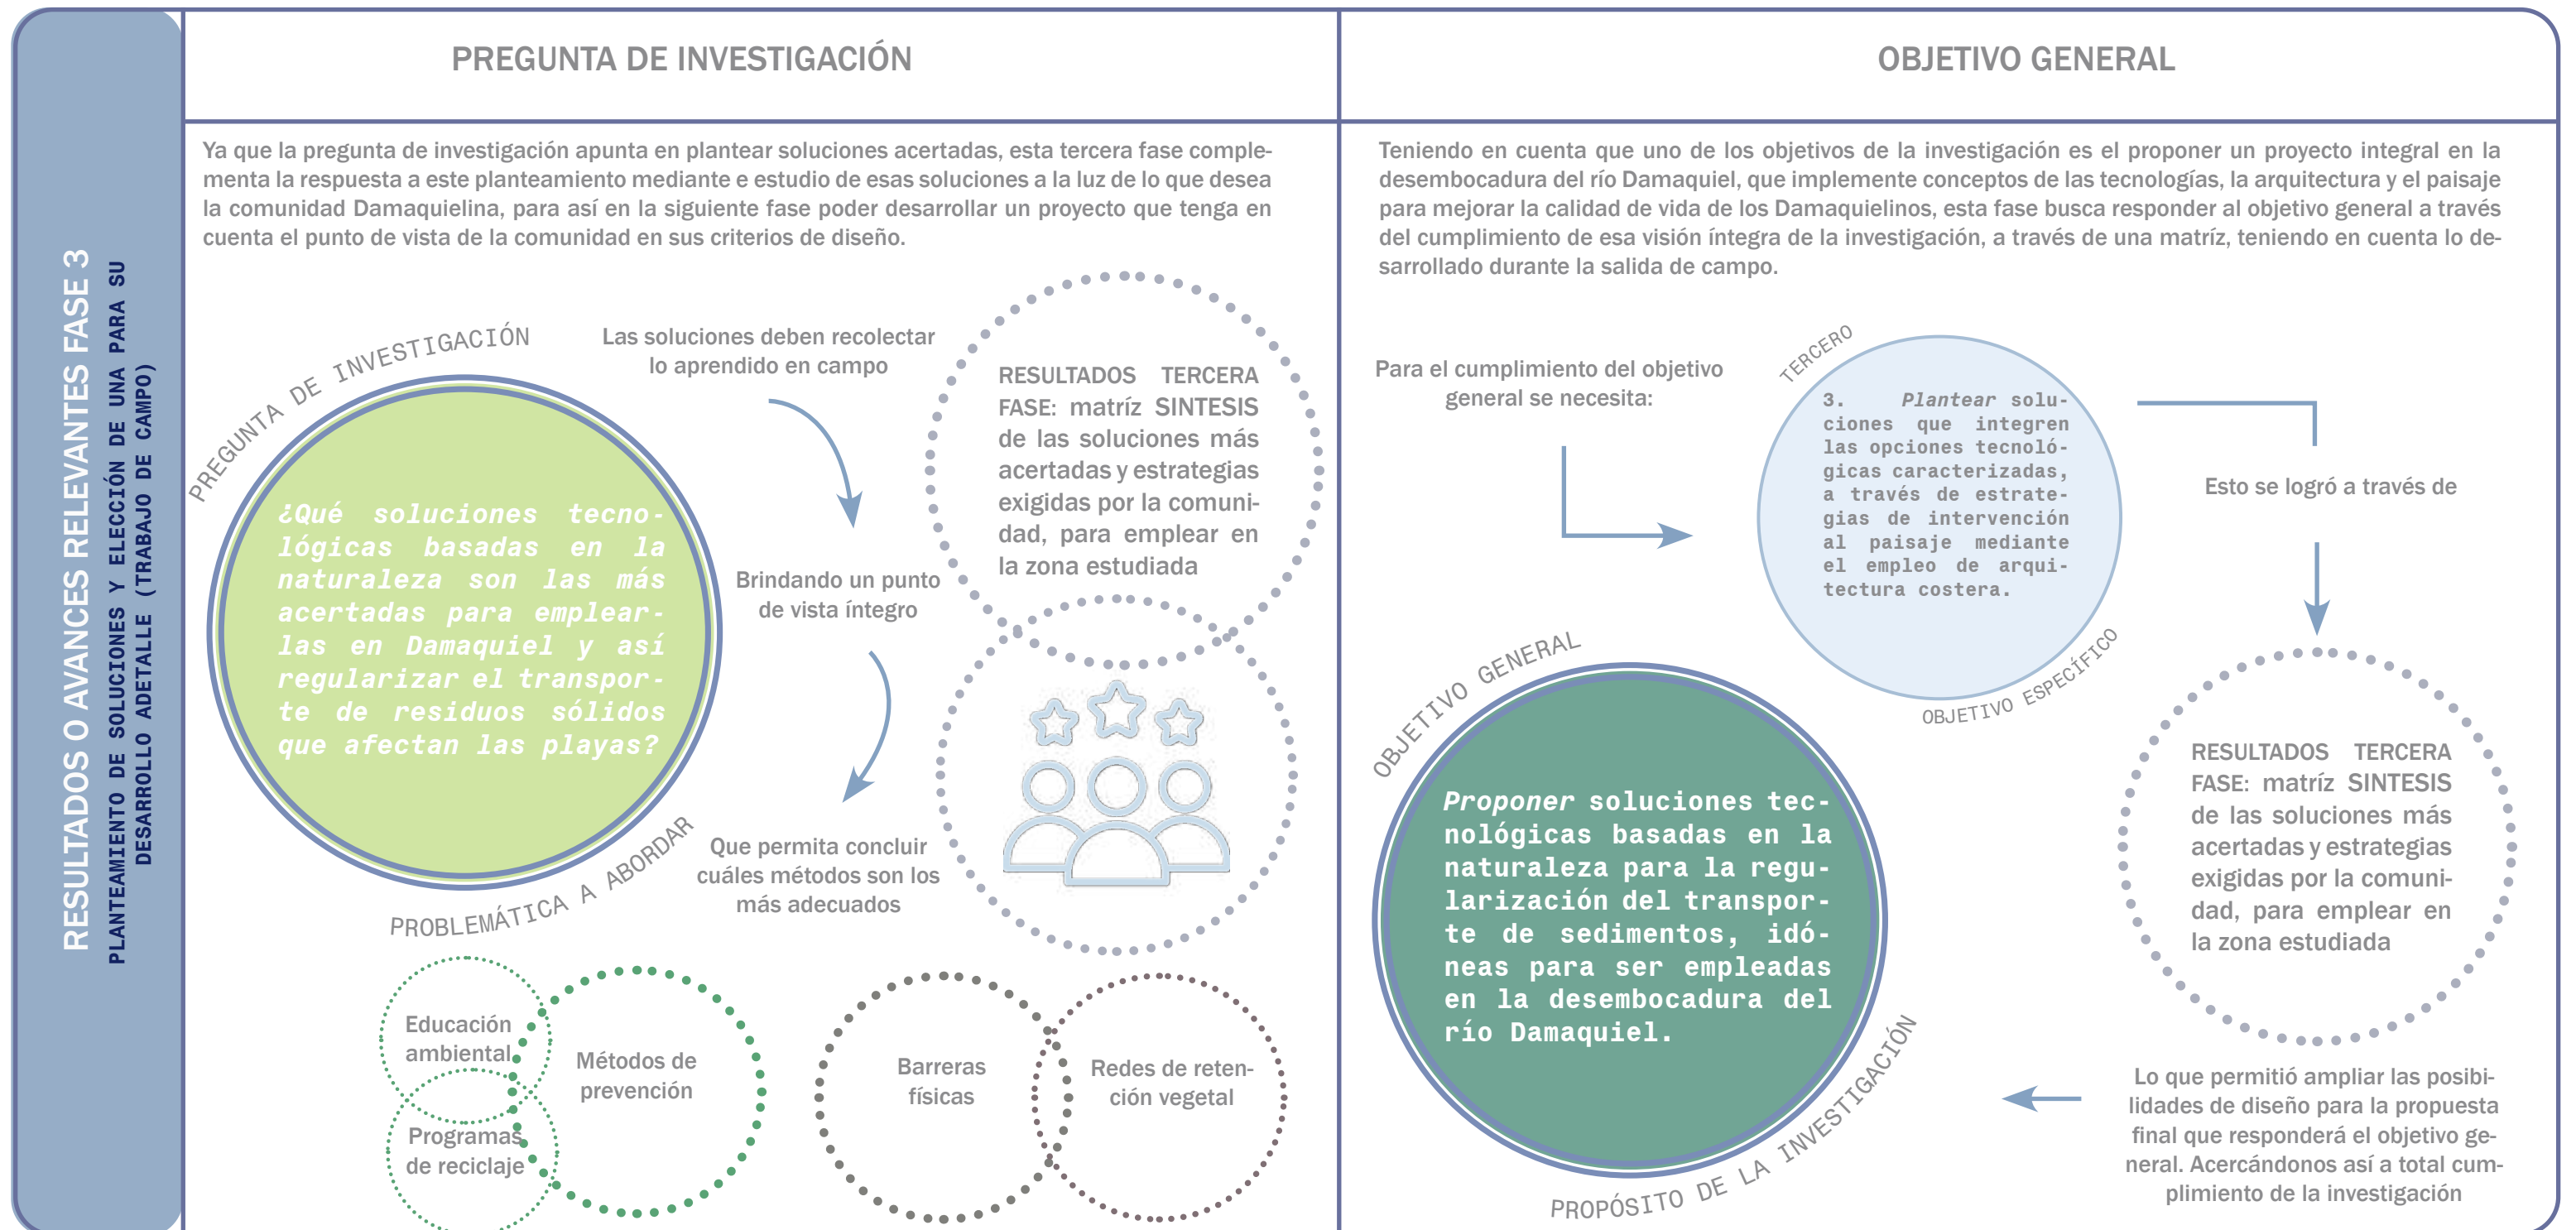 RESULTADOS O AVANCES RELEVANTES FASE 3
PLANTEAMIENTO DE SOLUCIONES Y ELECCIÓN DE UNA PARA SU
DESARROLLO ADETALLE (TRABAJO DE CAMPO)
PREGUNTA DE INVESTIGACIÓN
Ya que la pregunta de investigación apunta en plantear soluciones acertadas, esta tercera fase comple-
menta la respuesta a este planteamiento mediante e estudio de esas soluciones a la luz de lo que desea
la comunidad Damaquielina, para así en la siguiente fase poder desarrollar un proyecto que tenga en
cuenta el punto de vista de la comunidad en sus criterios de diseño.
PREGUNTA DE INVESTIGACIÓN
¿Qué soluciones tecno-
lógicas basadas en la
naturaleza son las más
acertadas para emplear-
las en Damaquiel y así
regularizar el transpor-
te de residuos sólidos
que afectan las playas?
PROBLEMÁTICA A ABORDAR
Las soluciones deben recolectar
lo aprendido en campo
Brindando un punto
de vista íntegro
Que permita concluir
cuáles métodos son los
más adecuados
RESULTADOS TERCERA
FASE: matríz SINTESIS
de las soluciones más
acertadas y estrategias
exigidas por la comuni-
dad, para emplear en
la zona estudiada
Educación
ambiental
Programas
de reciclaje
Métodos de
prevención
Barreras
físicas
Redes de reten-
ción vegetal
OBJETIVO GENERAL
Teniendo en cuenta que uno de los objetivos de la investigación es el proponer un proyecto integral en la
desembocadura del río Damaquiel, que implemente conceptos de las tecnologías, la arquitectura y el paisaje
para mejorar la calidad de vida de los Damaquielinos, esta fase busca responder al objetivo general a través
del cumplimiento de esa visión íntegra de la investigación, a través de una matríz, teniendo en cuenta lo de-
sarrollado durante la salida de campo.
Para el cumplimiento del objetivo
general se necesita:
TERCERO
3. Plantear solu-
ciones que integren
las opciones tecnoló-
gicas caracterizadas,
a través de estrate-
gias de intervención
al paisaje mediante
el empleo de arqui-
tectura costera.
OBJETIVO ESPECÍFICO
Esto se logró a través de
RESULTADOS TERCERA
FASE: matríz SINTESIS
de las soluciones más
acertadas y estrategias
exigidas por la comuni-
dad, para emplear en
la zona estudiada
Lo que permitió ampliar las posibi-
lidades de diseño para la propuesta
final que responderá el objetivo ge-
neral. Acercándonos así a total cum-
plimiento de la investigación
OBJETIVO GENERAL
Proponer soluciones tec-
nológicas basadas en la
naturaleza para la regu-
larización del transpor-
te de sedimentos, idó-
neas para ser empleadas
en la desembocadura del
río Damaquiel.
PROPÓSITO DE LA INVESTIGACIÓN